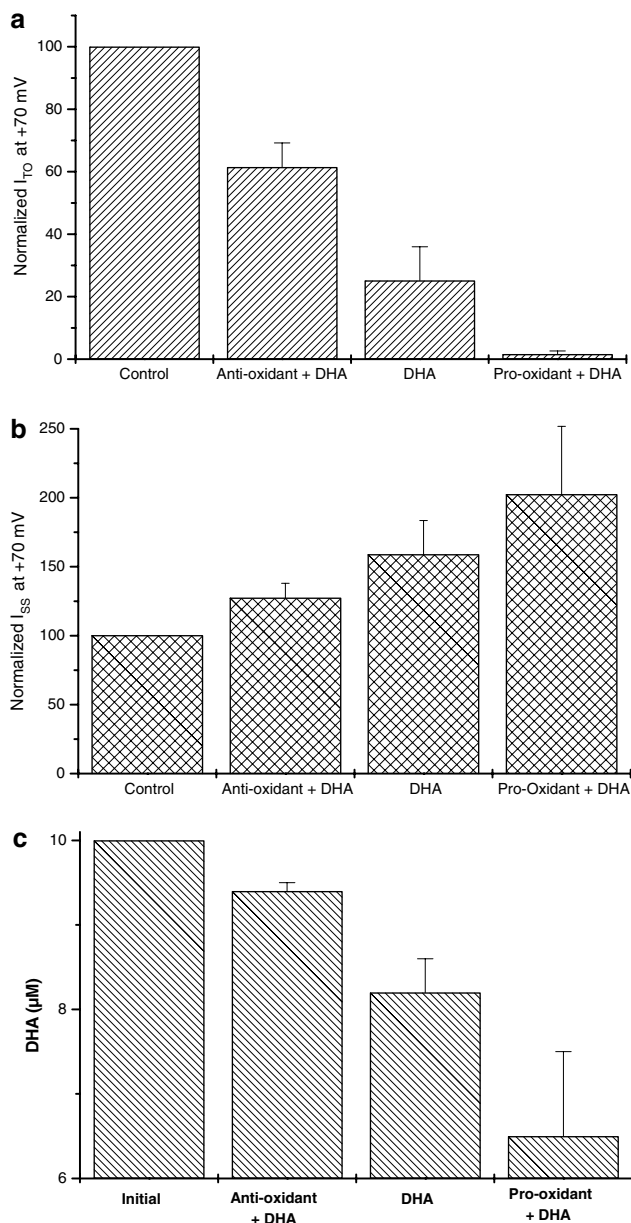 a
Normalized I_TO at +70 mV
100
80
60
40
20
0
Control Anti-oxidant + DHA DHA Pro-oxidant + DHA
b
Normalized I_SS at +70 mV
250
200
150
100
50
0
Control Anti-oxidant + DHA DHA Pro-Oxidant + DHA
c
DHA (µM)
10
8
6
Initial Anti-oxidant DHA Pro-oxidant
+ DHA + DHA